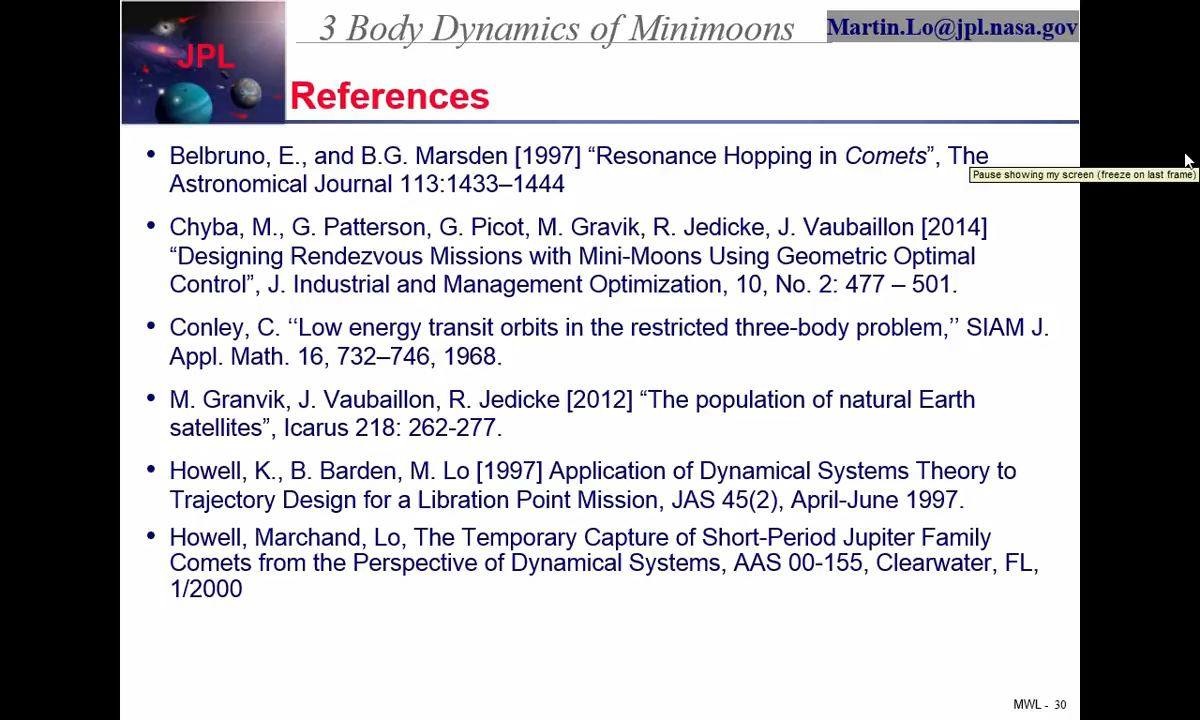 3 Body Dynamics of Minimoons
Martin.Lo@jpl.nasa.gov
JPL
References
• Belbruno, E., and B.G. Marsden [1997] “Resonance Hopping in Comets”, The
Astronomical Journal 113:1433–1444
Pause showing my screen (freeze on last frame)
• Chyba, M., G. Patterson, G. Picot, M. Gravik, R. Jedicke, J. Vaubaillon [2014]
“Designing Rendezvous Missions with Mini-Moons Using Geometric Optimal
Control”, J. Industrial and Management Optimization, 10, No. 2: 477 – 501.
• Conley, C. ‘‘Low energy transit orbits in the restricted three-body problem,’’ SIAM J.
Appl. Math. 16, 732–746, 1968.
• M. Granvik, J. Vaubaillon, R. Jedicke [2012] “The population of natural Earth
satellites”, Icarus 218: 262-277.
• Howell, K., B. Barden, M. Lo [1997] Application of Dynamical Systems Theory to
Trajectory Design for a Libration Point Mission, JAS 45(2), April-June 1997.
• Howell, Marchand, Lo, The Temporary Capture of Short-Period Jupiter Family
Comets from the Perspective of Dynamical Systems, AAS 00-155, Clearwater, FL,
1/2000
MWL - 30